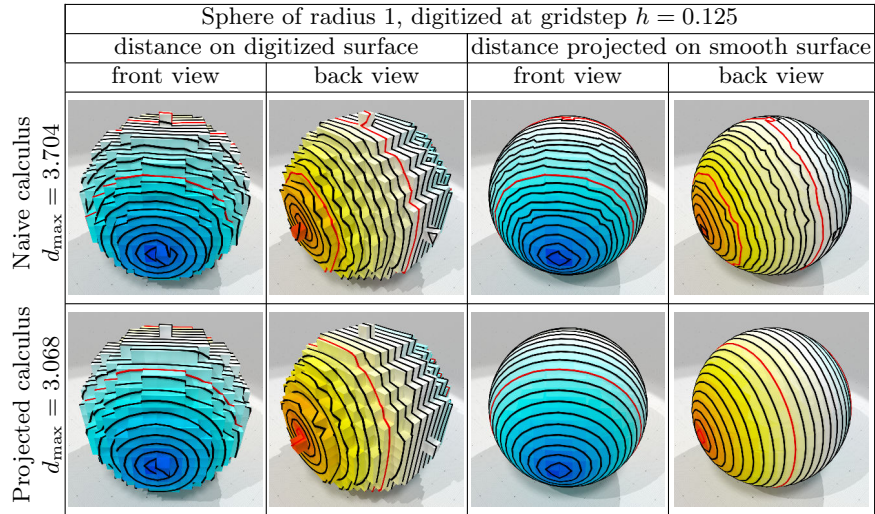 Sphere of radius 1, digitized at gridstep h = 0.125
distance on digitized surface distance projected on smooth surface
front view back view front view back view
Naive calculus
d_max = 3.704
Projected calculus
d_max = 3.068